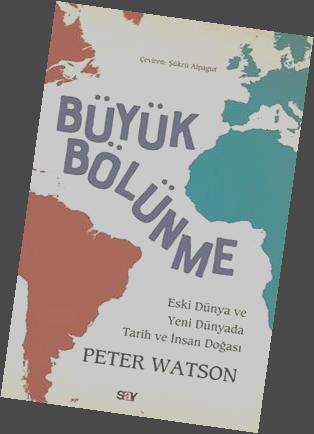 Çeviren: Şükrü Alpagut
BÜYÜK
BÖLÜNME
Eski Dünya ve
Yeni Dünyada
Tarih ve İnsan Doğası
PETER WATSON
say